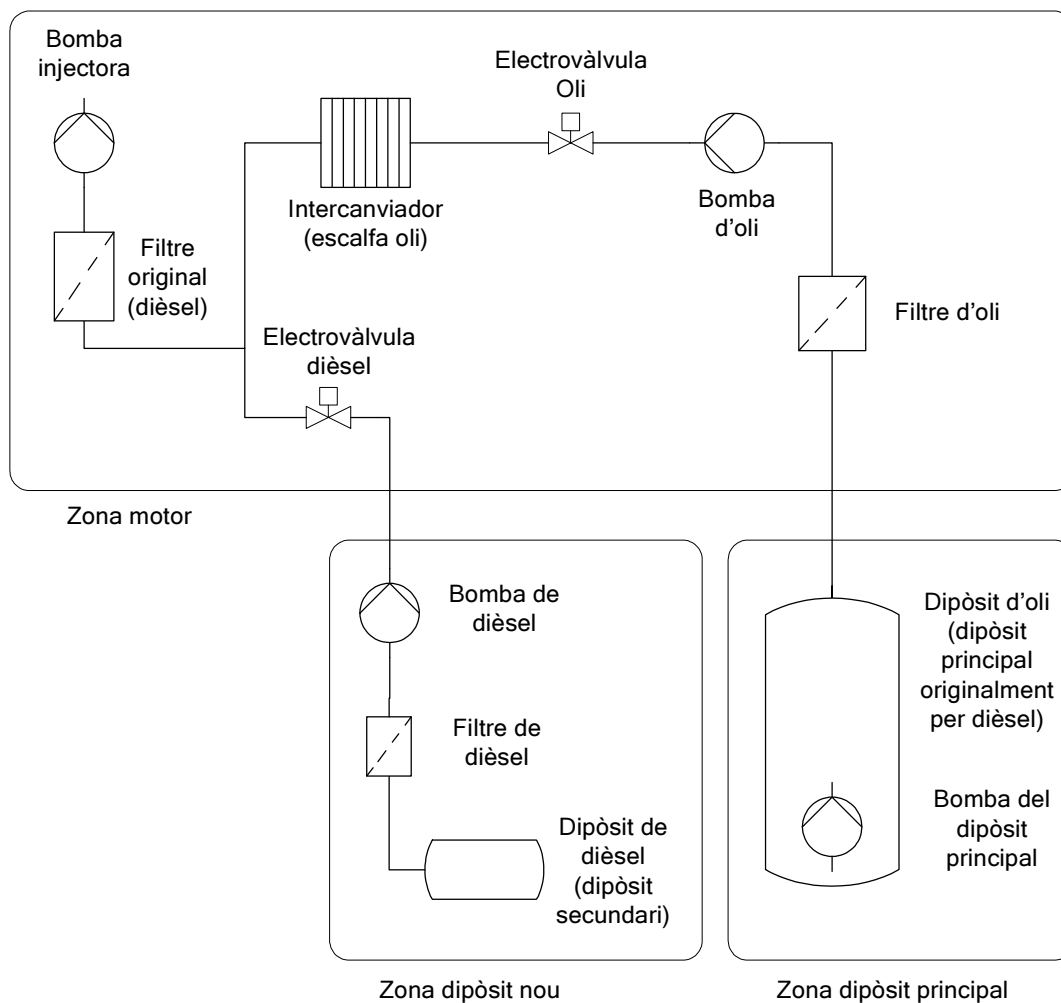 Bomba
injectora
Electrovàlvula
Oli
Intercanviador
(escalfa oli)
Bomba
d’oli
Filtre
original
(dièsel)
Filtre d’oli
Electrovàlvula
dièsel
Zona motor
Bomba de
dièsel
Dipòsit d’oli
(dipòsit
principal
originalment
per dièsel)
Filtre de
dièsel
Bomba del
dipòsit
principal
Dipòsit de
dièsel
(dipòsit
secundari)
Zona dipòsit nou
Zona dipòsit principal